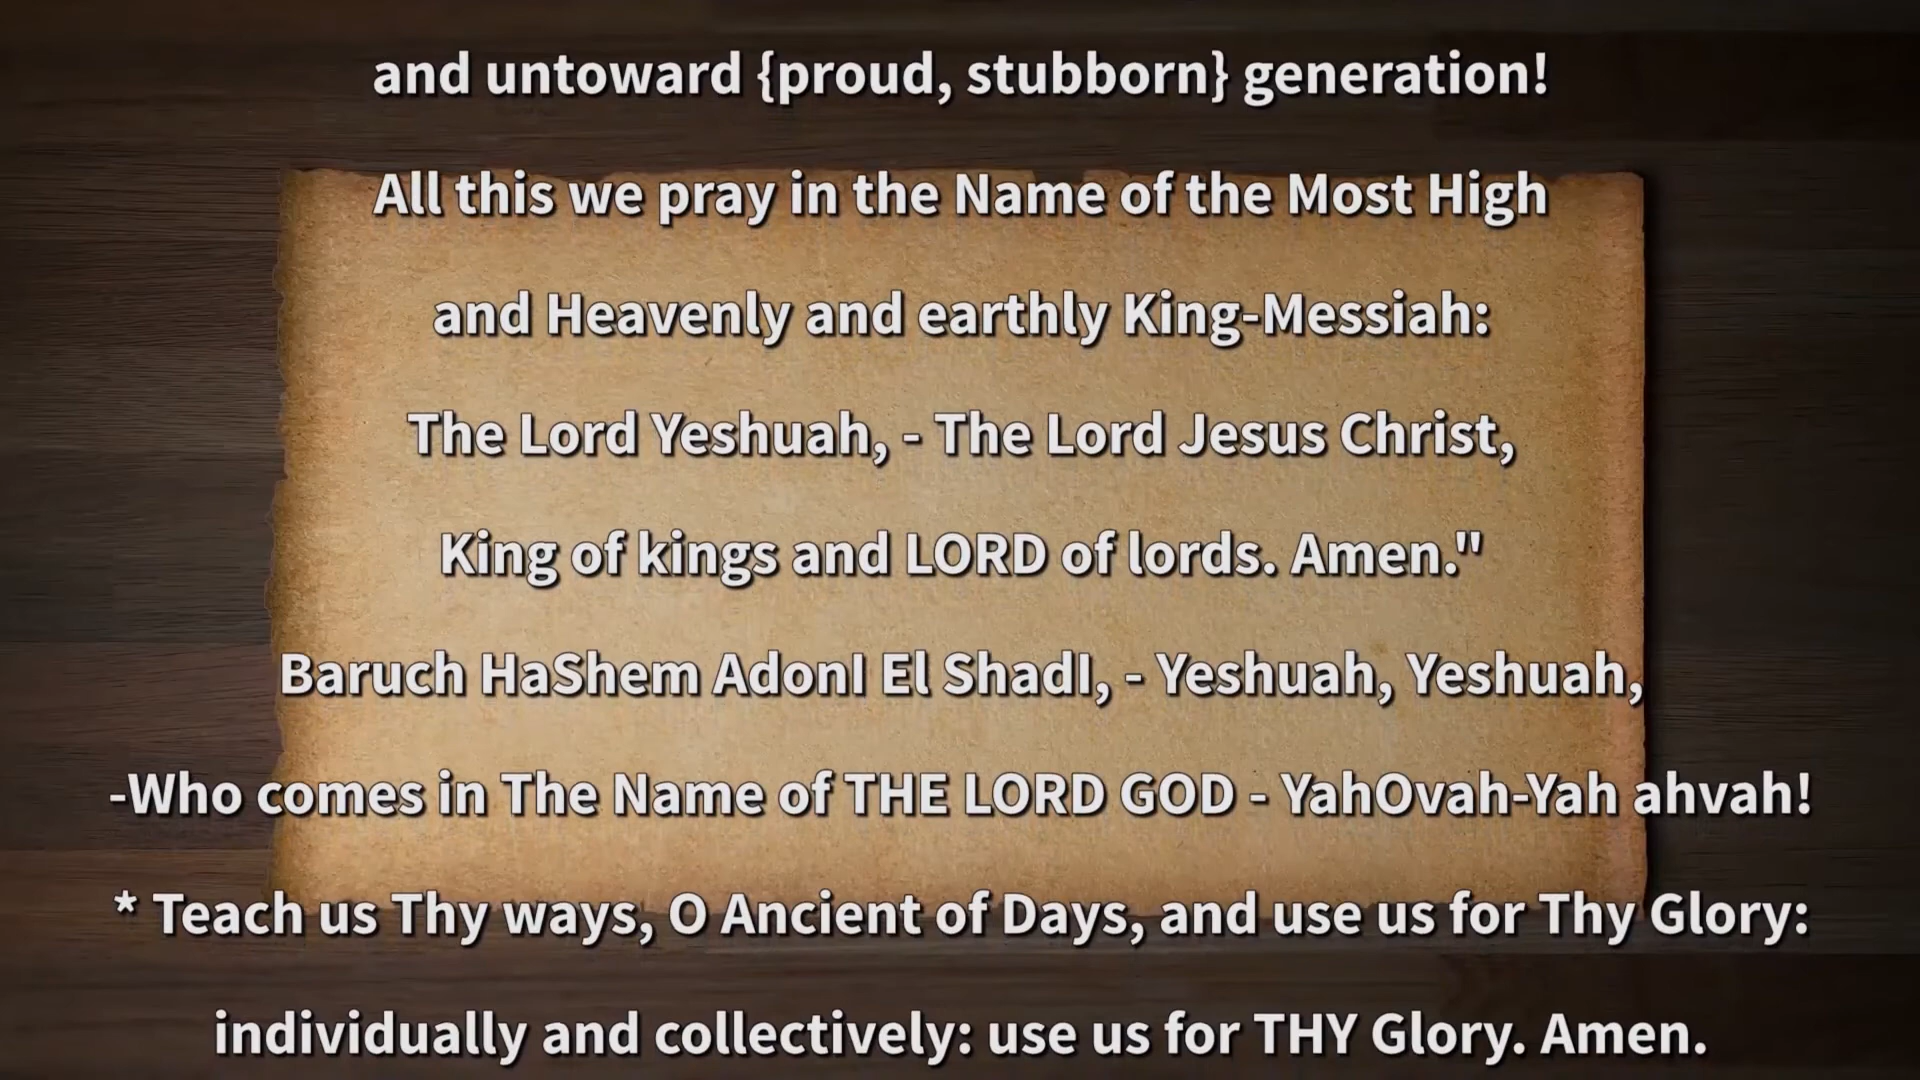 and untoward {proud, stubborn} generation!
All this we pray in the Name of the Most High
and Heavenly and earthly King-Messiah:
The Lord Yeshuah, - The Lord Jesus Christ,
King of kings and LORD of lords. Amen."
Baruch HaShem AdonI El ShadI, - Yeshuah, Yeshuah,
-Who comes in The Name of THE LORD GOD - YahOvah-Yah ahvah!
* Teach us Thy ways, O Ancient of Days, and use us for Thy Glory:
individually and collectively: use us for THY Glory. Amen.